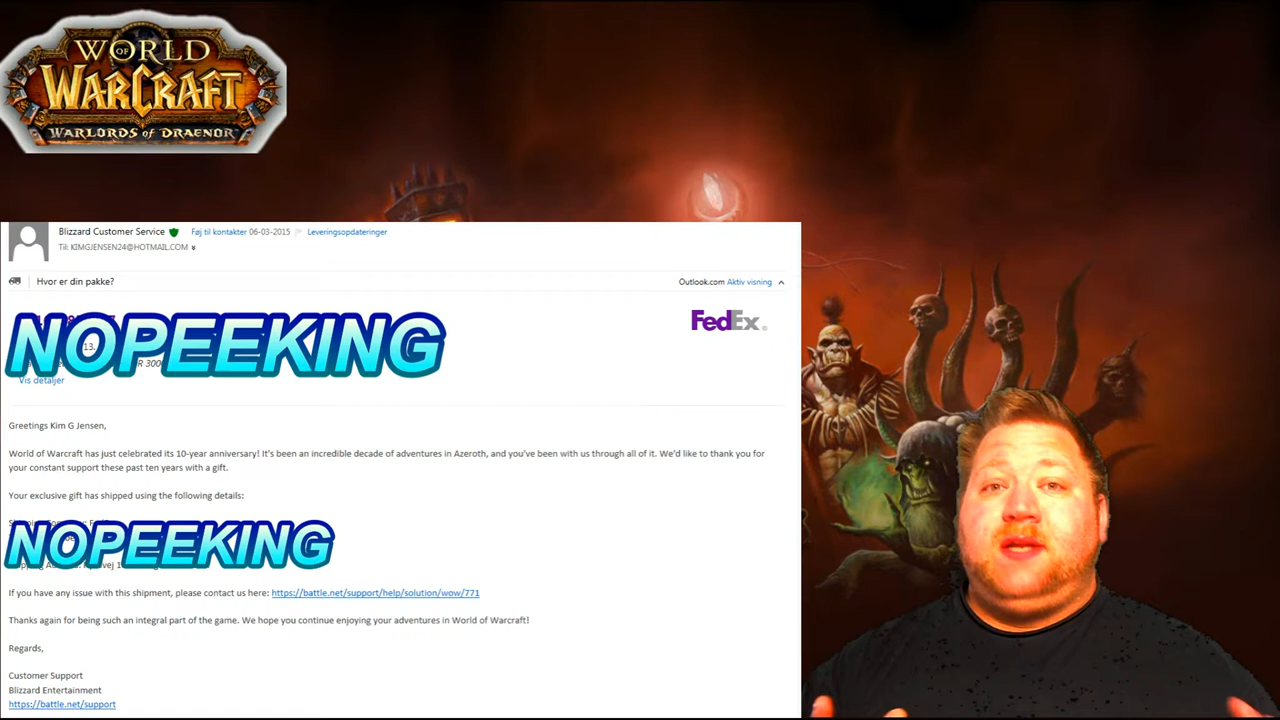 WORLD
OF
WARCRAFT
WARLORDS of DRAENOR
Blizzard Customer Service Føj til kontakter 06-03-2015 Leveringsopdateringer
Til: KIMGJENSEN24@HOTMAIL.COM
Hvor er din pakke? Outlook.com Aktiv visning
FedEx
NOPEEKING
Vis detaljer
Greetings Kim G Jensen,
World of Warcraft has just celebrated its 10-year anniversary! It's been an incredible decade of adventures in Azeroth, and you've been with us through all of it. We'd like to thank you for
your constant support these past ten years with a gift.
Your exclusive gift has shipped using the following details:
NOPEEKING
If you have any issue with this shipment, please contact us here: https://battle.net/support/help/solution/wow/771
Thanks again for being such an integral part of the game. We hope you continue enjoying your adventures in World of Warcraft!
Regards,
Customer Support
Blizzard Entertainment
https://battle.net/support